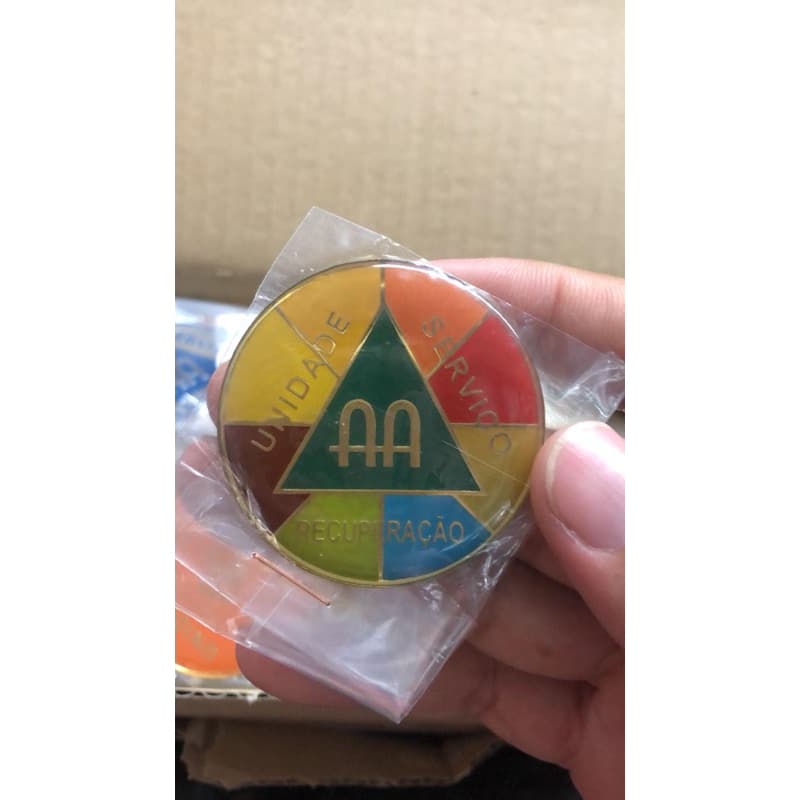 UNIDADE
SERVIÇO
AA
RECUPERAÇÃO